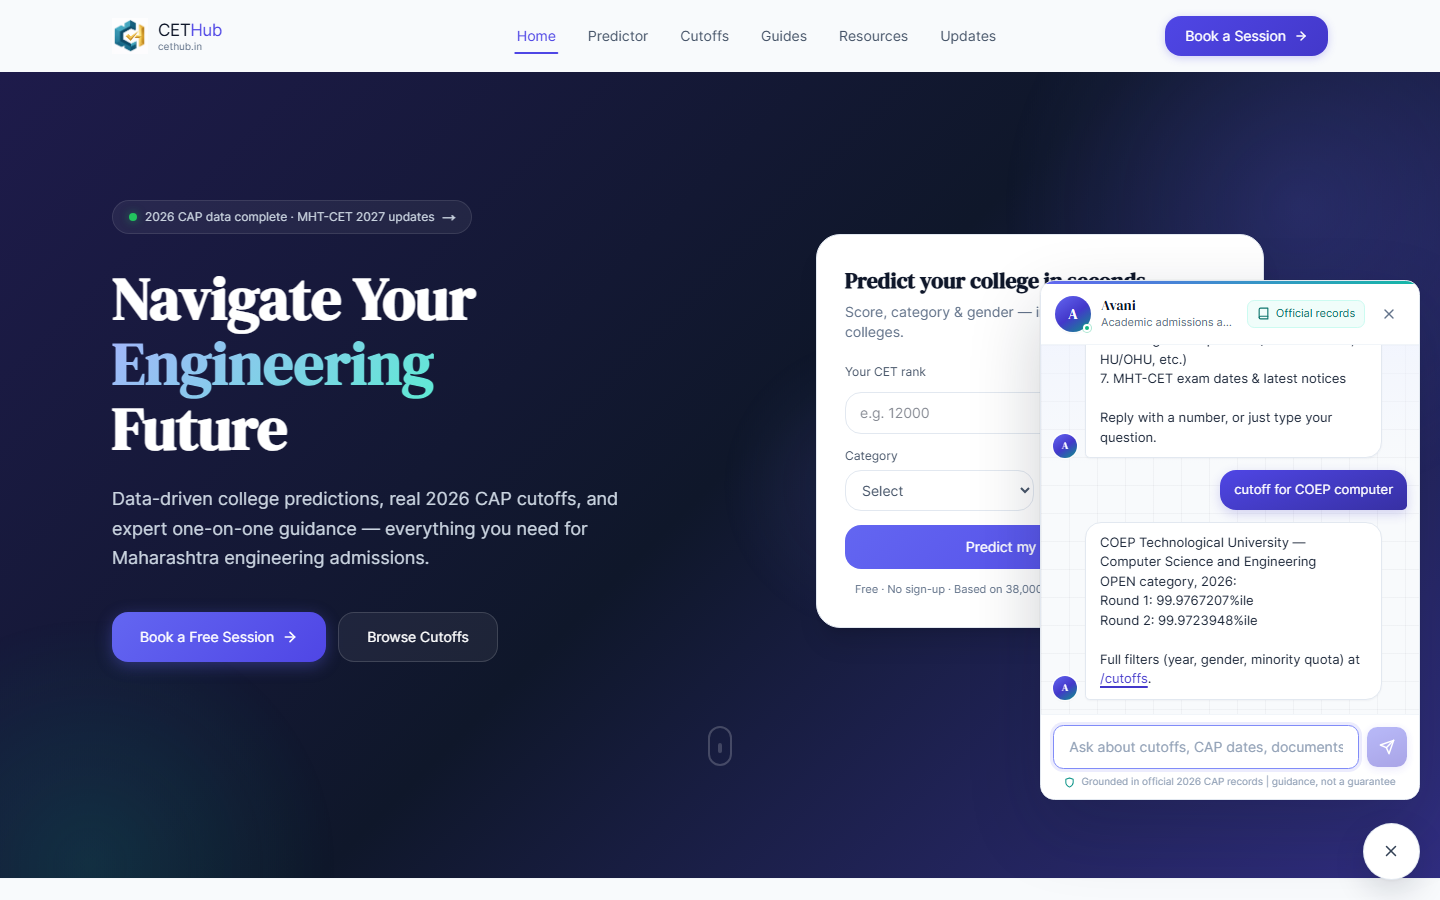 CETHub
cethub.in
Home
Predictor
Cutoffs
Guides
Resources
Updates
Book a Session
2026 CAP data complete · MHT-CET 2027 updates →
Navigate Your
Engineering
Future
Data-driven college predictions, real 2026 CAP cutoffs, and
expert one-on-one guidance — everything you need for
Maharashtra engineering admissions.
Book a Free Session
Browse Cutoffs
Predict your college in seconds
Score, category & gender —
colleges.
Your CET rank
e.g. 12000
Category
Select
Predict my
Free · No sign-up · Based on 38,000
A
Avani
Academic admissions a...
Official records
HU/OHU, etc.)
7. MHT-CET exam dates & latest notices
Reply with a number, or just type your
question.
A
cutoff for COEP computer
COEP Technological University —
Computer Science and Engineering
OPEN category, 2026:
Round 1: 99.9767207%ile
Round 2: 99.9723948%ile
Full filters (year, gender, minority quota) at
/cutoffs.
A
Ask about cutoffs, CAP dates, documents
Grounded in official 2026 CAP records | guidance, not a guarantee